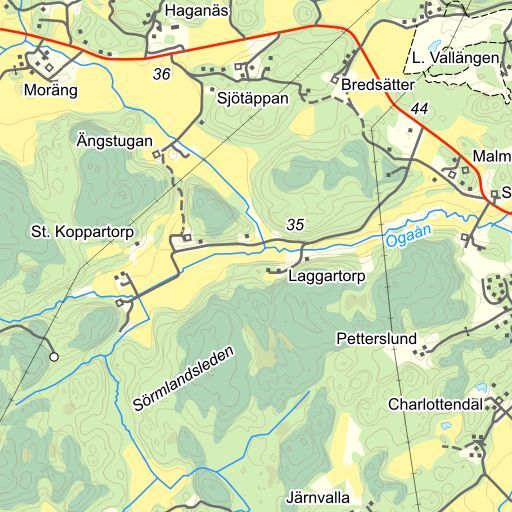 Haganäs
L. Vallängen
36
Moräng
Sjötäppan
Bredsätter
44
Ängstugan
Malm
S
St. Koppartorp
35
Ogaån
Laggartorp
Petterslund
Sörmlandsleden
Charlottendal
Järnvalla